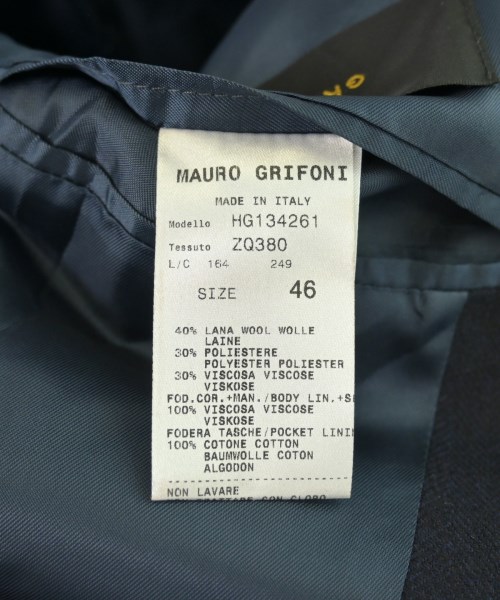 MAURO GRIFONI
MADE IN ITALY
Modello HG134261
Tessuto ZQ380
L/C 164 249
SIZE 46
40% LANA WOOL WOLLE
LAINE
30% POLIESTERE
POLYESTER POLIESTER
30% VISCOSA VISCOSE
VISKOSE
FOD.COR.+MAN./BODY LIN.+S
100% VISCOSA VISCOSE
VISKOSE
FODERA TASCHE/POCKET LINI
100% COTONE COTTON
BAUMWOLLE COTON
ALGODON
NON LAVARE